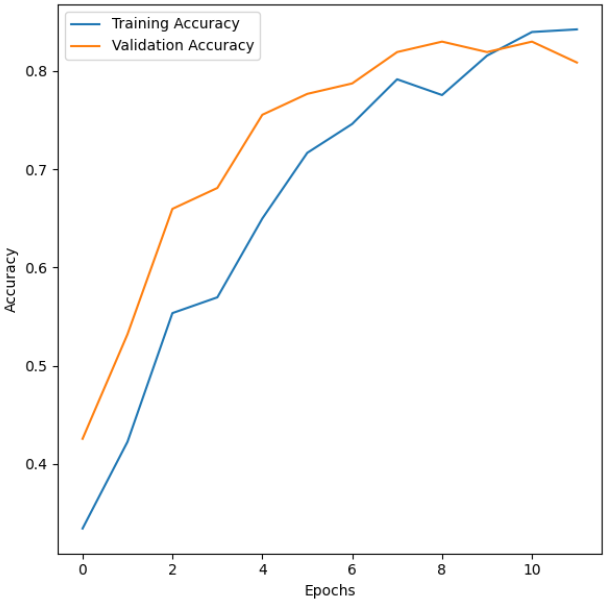 Training Accuracy
Validation Accuracy
0.8
0.7
0.6
0.5
0.4
Accuracy
0 2 4 6 8 10
Epochs